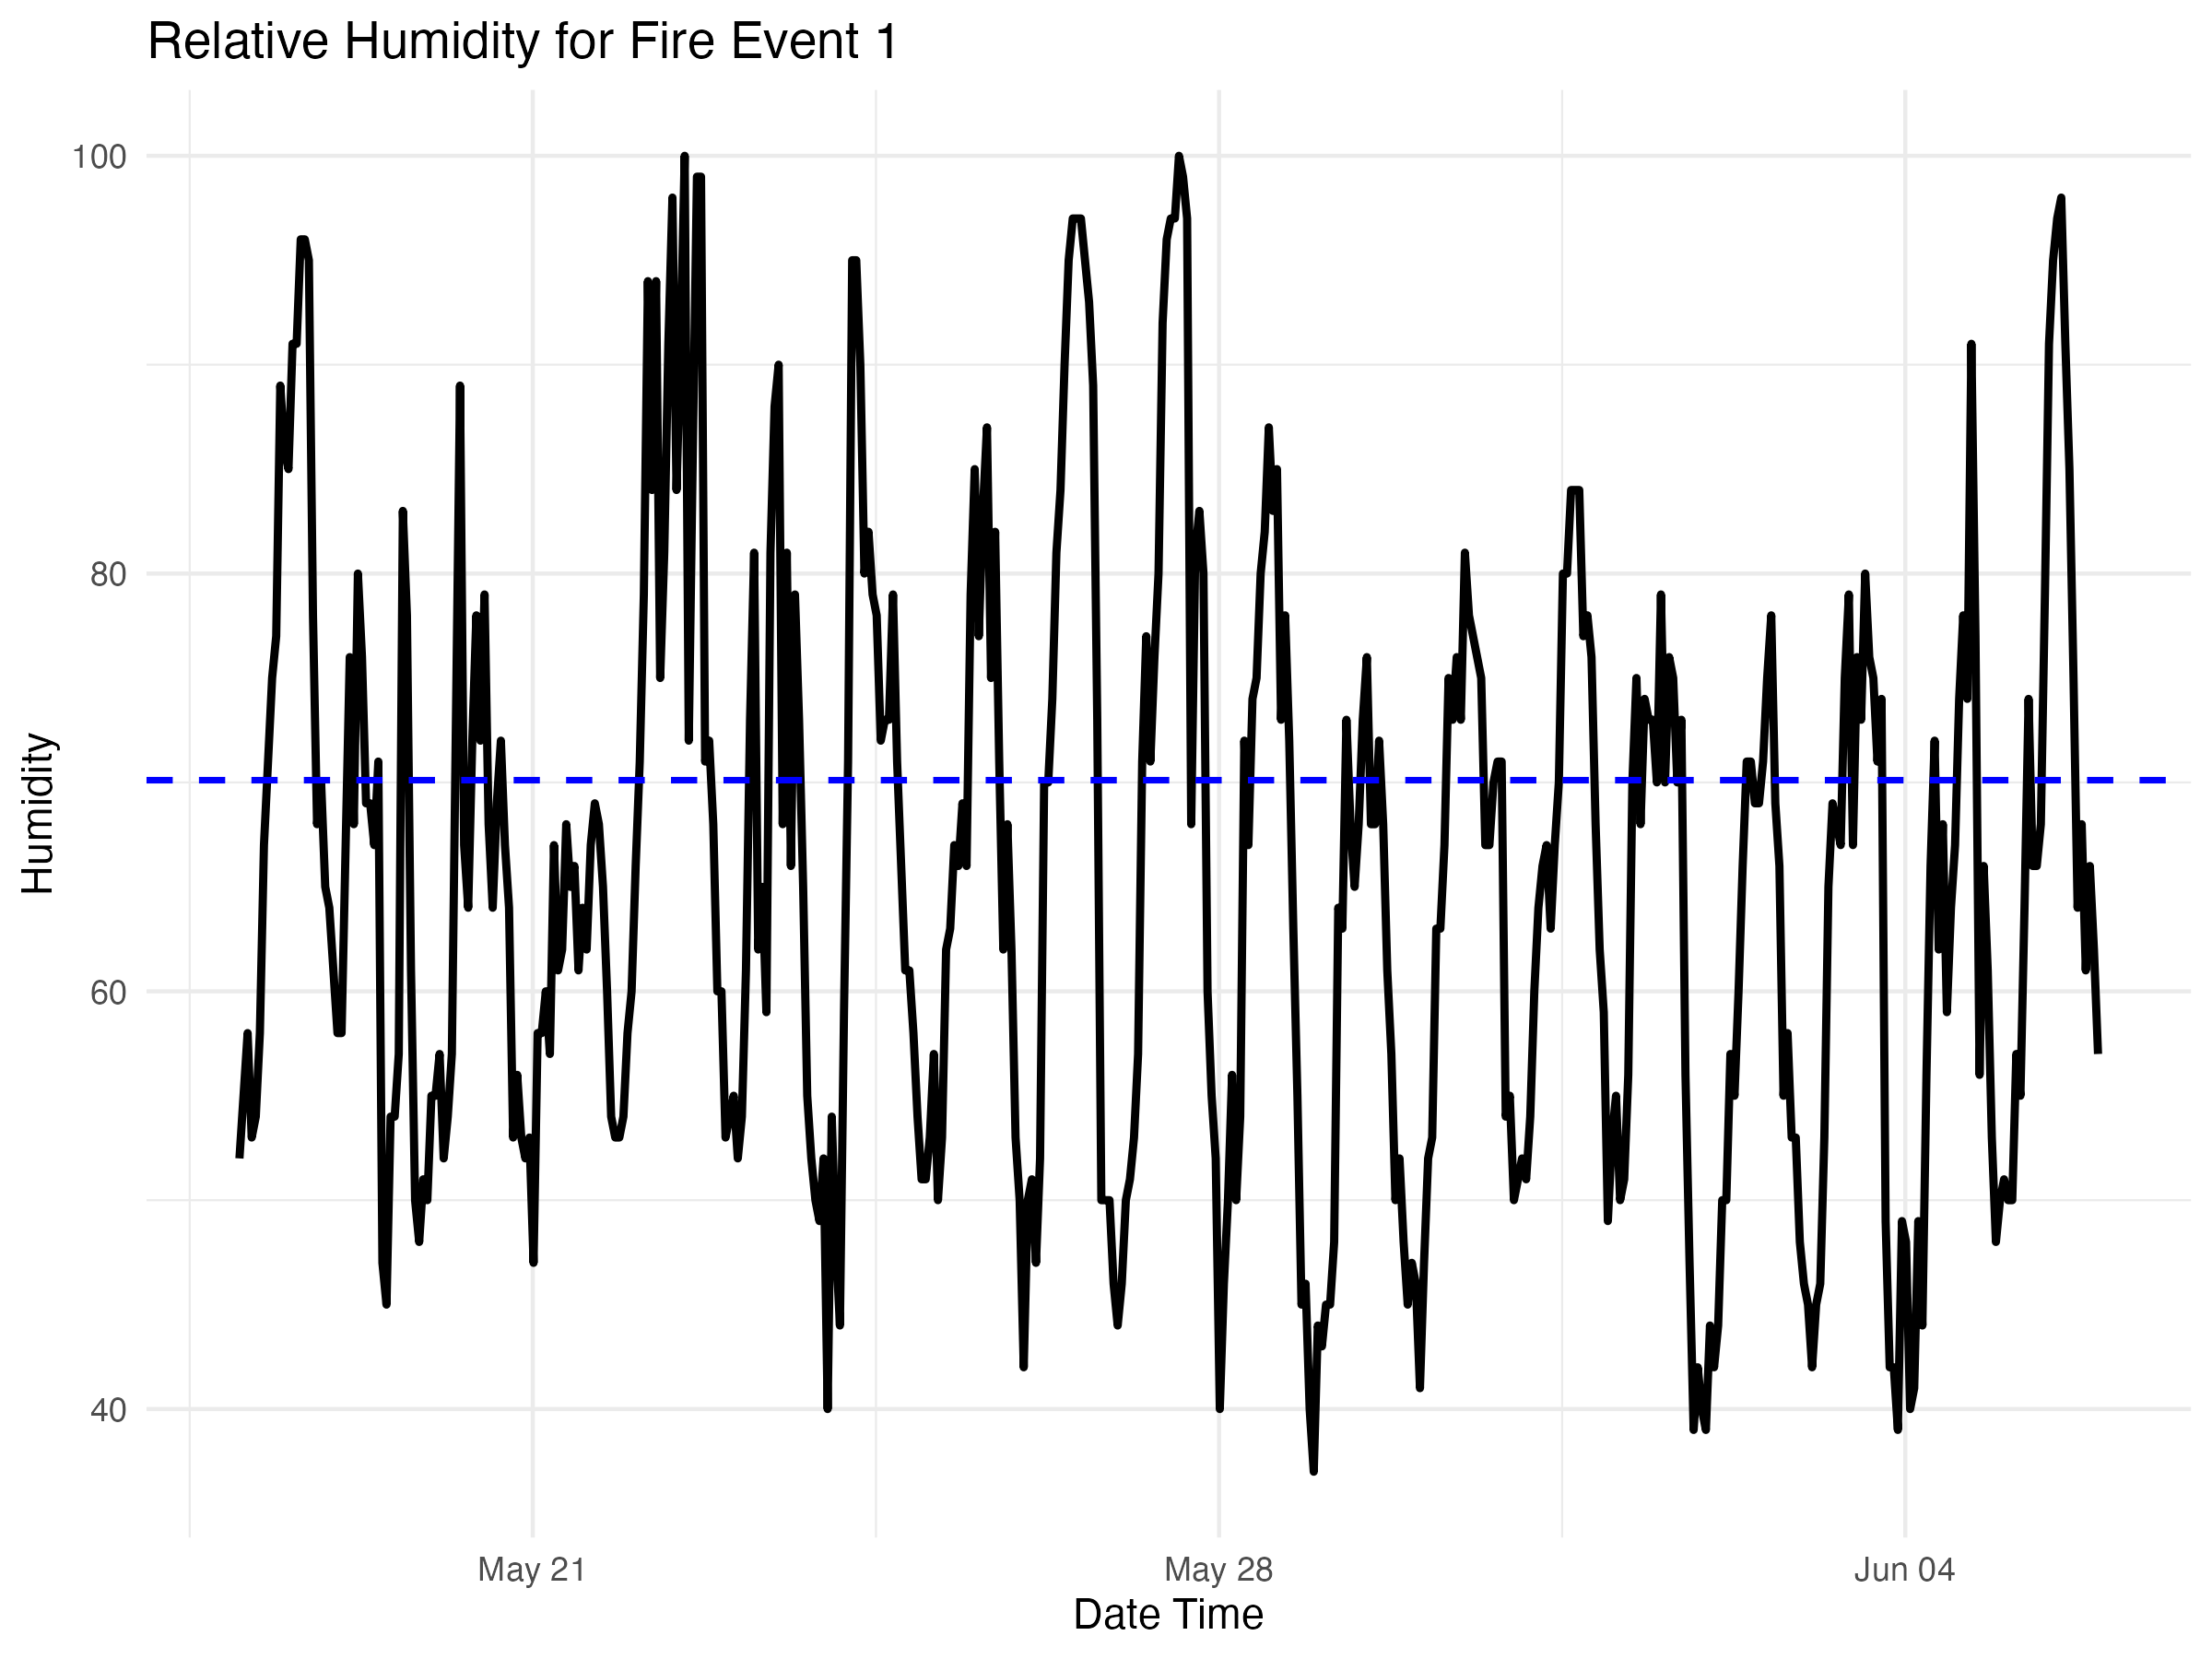 Relative Humidity for Fire Event 1
100
80
60
40
Humidity
May 21
May 28
Jun 04
Date Time